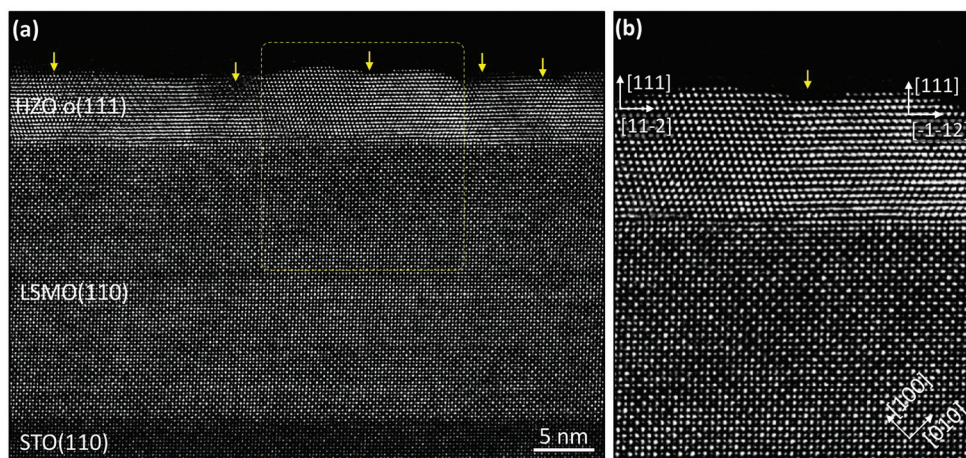 (a)
HZO o(111)
LSMO(110)
STO(110)
5 nm
(b)
[111]
[11-2]
[111]
[-1-12]
[100]
[010]